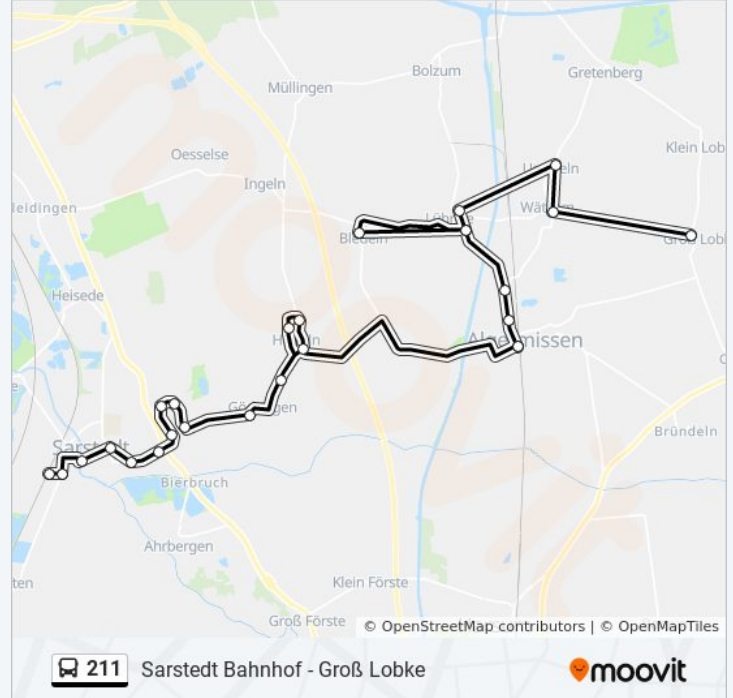 Bolzum
Gretenberg
Müllingen
Oesselse
Klein Lob
Ingeln
leidingen
Heisede
Sarstedt
Bründeln
Bierbruch
Ahrbergen
ten
Klein Förste
Groß Förste
© OpenStreetMap contributors | © OpenMapTiles
211 Sarstedt Bahnhof - Groß Lobke
moovit